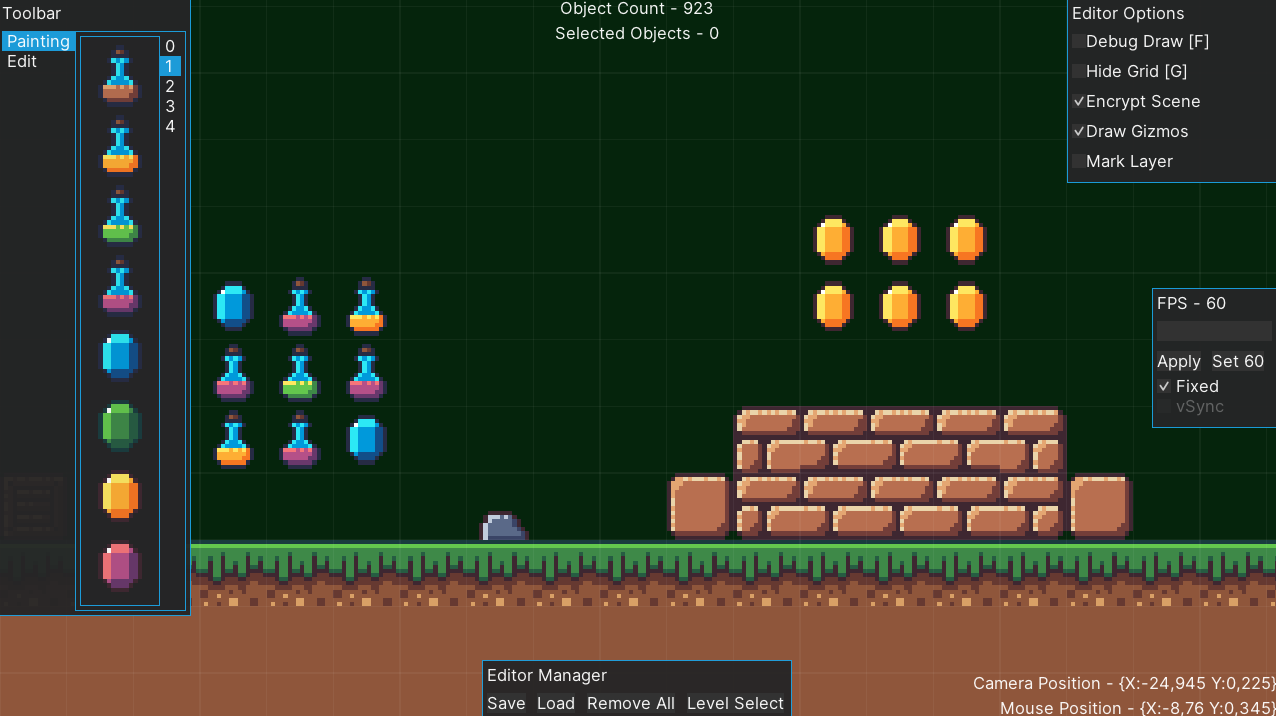 Toolbar
Painting
Edit
0
1
2
3
4
Object Count - 923
Selected Objects - 0
Editor Options
Debug Draw [F]
Hide Grid [G]
Encrypt Scene
Draw Gizmos
Mark Layer
FPS - 60
Apply Set 60
Fixed
vSync
Editor Manager
Save Load Remove All Level Select
Camera Position - {X:-24,945 Y:0,225}
Mouse Position - {X:-8,76 Y:0,345}